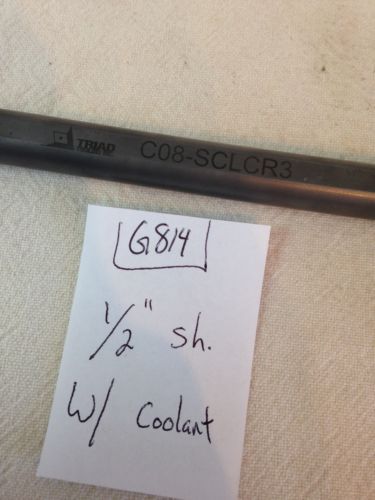 TRIAD
C08-SCLCR3
G814
1/2" sh.
W/ Coolant